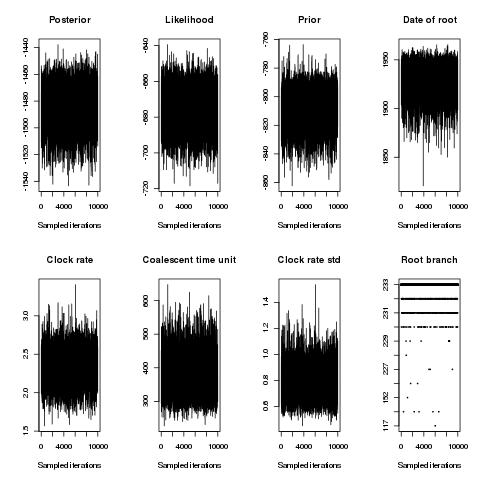 Posterior
Likelihood
Prior
Date of root
-1440
-1460
-1480
-1500
-1520
-1540
-640
-660
-680
-700
-720
-760
-780
-800
-820
-840
-860
1950
1900
1850
0 4000 10000
0 4000 10000
0 4000 10000
0 4000 10000
Sampled iterations
Sampled iterations
Sampled iterations
Sampled iterations
Clock rate
Coalescent time unit
Clock rate std
Root branch
3.0
2.5
2.0
1.5
600
500
400
300
1.4
1.2
1.0
0.8
0.6
233
231
229
227
152
117
0 4000 10000
0 4000 10000
0 4000 10000
0 4000 10000
Sampled iterations
Sampled iterations
Sampled iterations
Sampled iterations